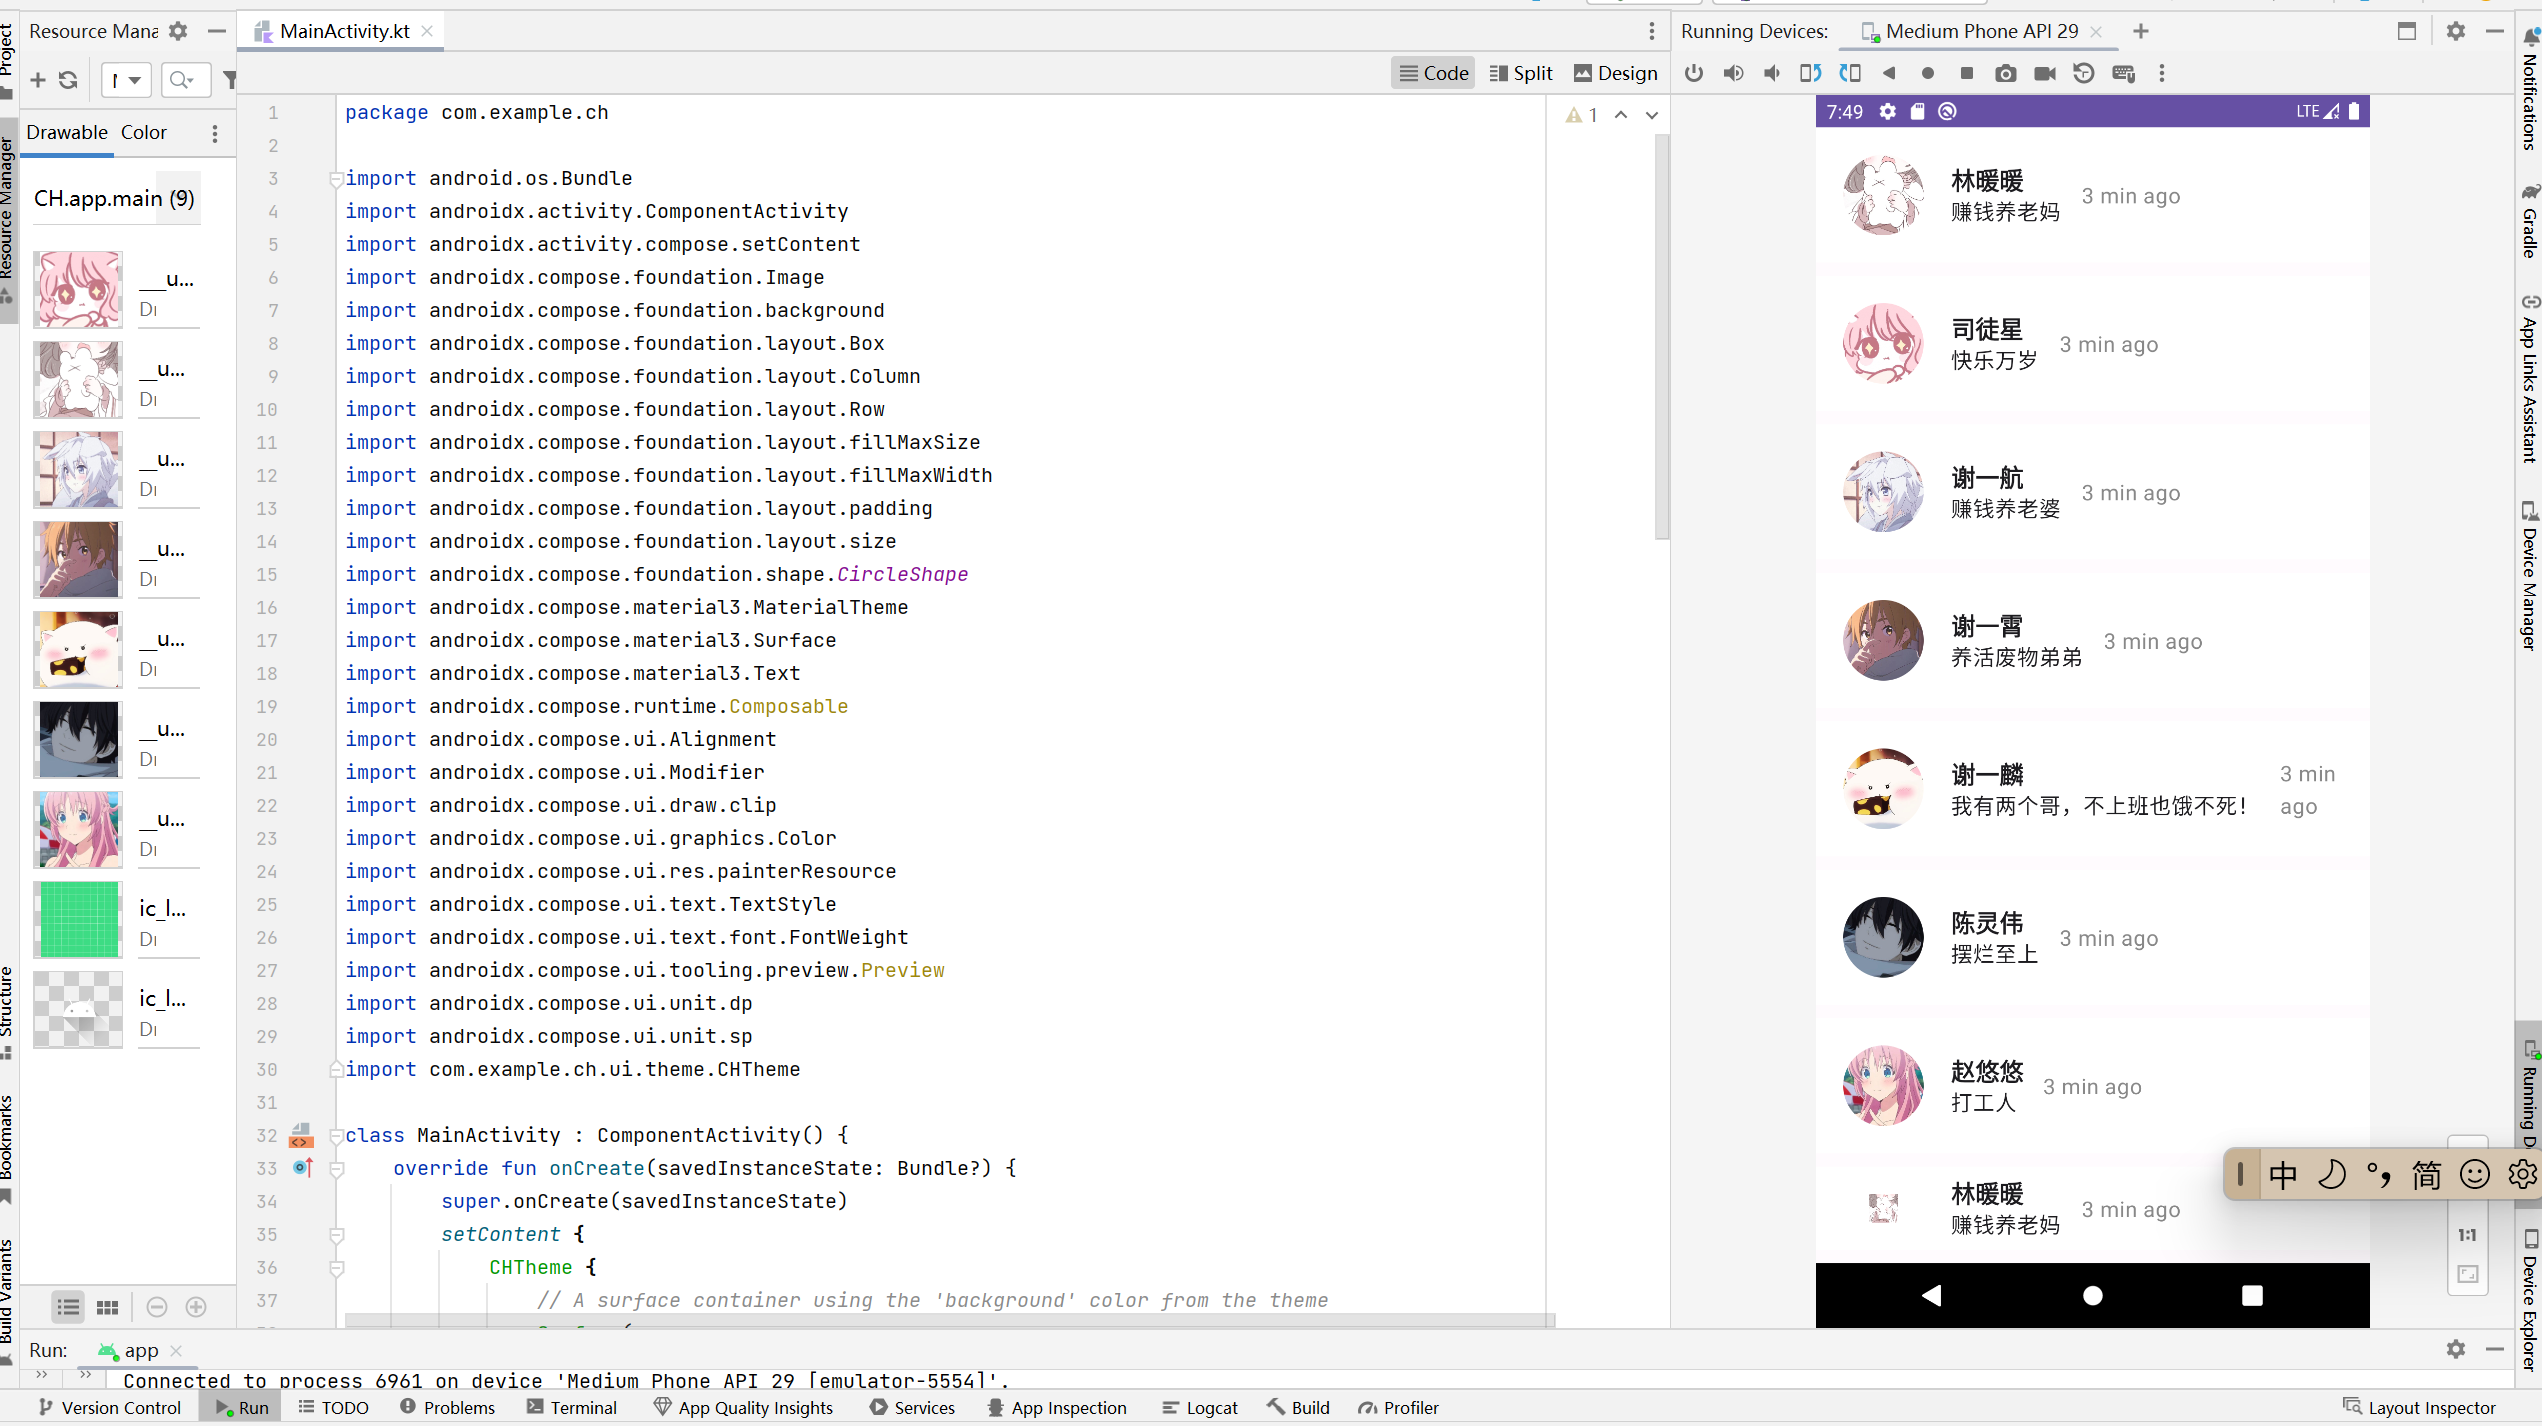 Resource Mana
MainActivity.kt
Running Devices:
Medium Phone API 29
Code
Split
Design
Drawable
Color
CH.app.main (9)
__u...
Dr
__u...
Dr
__u...
Dr
__u...
Dr
__u...
Dr
__u...
Dr
__u...
Dr
ic_l...
Dr
ic_l...
Dr
Project
Resource Manager
Structure
Bookmarks
Build Variants
1
1 package com.example.ch
2
3 import android.os.Bundle
4 import androidx.activity.ComponentActivity
5 import androidx.activity.compose.setContent
6 import androidx.compose.foundation.Image
7 import androidx.compose.foundation.background
8 import androidx.compose.foundation.layout.Box
9 import androidx.compose.foundation.layout.Column
10 import androidx.compose.foundation.layout.Row
11 import androidx.compose.foundation.layout.fillMaxSize
12 import androidx.compose.foundation.layout.fillMaxWidth
13 import androidx.compose.foundation.layout.padding
14 import androidx.compose.foundation.layout.size
15 import androidx.compose.foundation.shape.CircleShape
16 import androidx.compose.material3.MaterialTheme
17 import androidx.compose.material3.Surface
18 import androidx.compose.material3.Text
19 import androidx.compose.runtime.Composable
20 import androidx.compose.ui.Alignment
21 import androidx.compose.ui.Modifier
22 import androidx.compose.ui.draw.clip
23 import androidx.compose.ui.graphics.Color
24 import androidx.compose.ui.res.painterResource
25 import androidx.compose.ui.text.TextStyle
26 import androidx.compose.ui.text.font.FontWeight
27 import androidx.compose.ui.tooling.preview.Preview
28 import androidx.compose.ui.unit.dp
29 import androidx.compose.ui.unit.sp
30 import com.example.ch.ui.theme.CHTheme
31
32 class MainActivity : ComponentActivity() {
33 override fun onCreate(savedInstanceState: Bundle?) {
34 super.onCreate(savedInstanceState)
35 setContent {
36 CHTheme {
37 // A surface container using the 'background' color from the theme
7:49
LTE
林暖暖
赚钱养老妈
3 min ago
司徒星
快乐万岁
3 min ago
谢一航
赚钱养老婆
3 min ago
谢一霄
养活废物弟弟
3 min ago
谢一麟
我有两个哥，不上班也饿不死！
3 min
ago
陈灵伟
摆烂至上
3 min ago
赵悠悠
打工人
3 min ago
林暖暖
赚钱养老妈
3 min ago
中
简
1:1
Notifications
Gradle
App Links Assistant
Device Manager
Running D
Device Explorer
Run:
app
Connected to process 6961 on device 'Medium Phone API 29 [emulator-5554]'.
Version Control
Run
TODO
Problems
Terminal
App Quality Insights
Services
App Inspection
Logcat
Build
Profiler
Layout Inspector